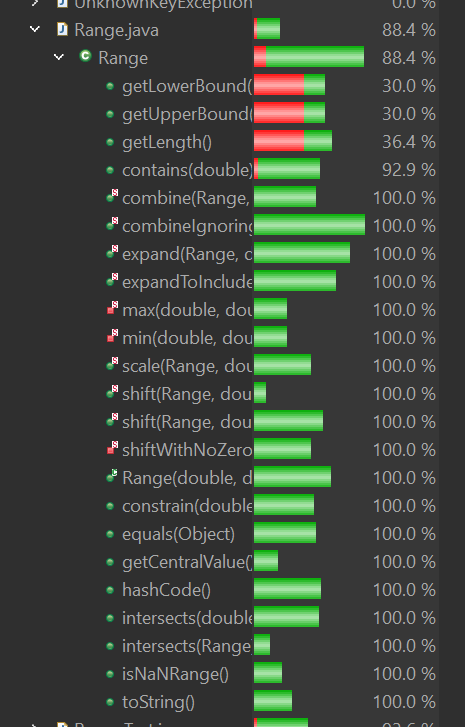 UnknownKeyException 0.0 %
Range.java 88.4 %
Range 88.4 %
getLowerBound( 30.0 %
getUpperBound( 30.0 %
getLength() 36.4 %
contains(double) 92.9 %
combine(Range, 100.0 %
combineIgnoring 100.0 %
expand(Range, d 100.0 %
expandToInclude 100.0 %
max(double, dou 100.0 %
min(double, dou 100.0 %
scale(Range, dou 100.0 %
shift(Range, dou 100.0 %
shift(Range, dou 100.0 %
shiftWithNoZero 100.0 %
Range(double, d 100.0 %
constrain(double 100.0 %
equals(Object) 100.0 %
getCentralValue() 100.0 %
hashCode() 100.0 %
intersects(double 100.0 %
intersects(Range) 100.0 %
isNaNRange() 100.0 %
toString() 100.0 %